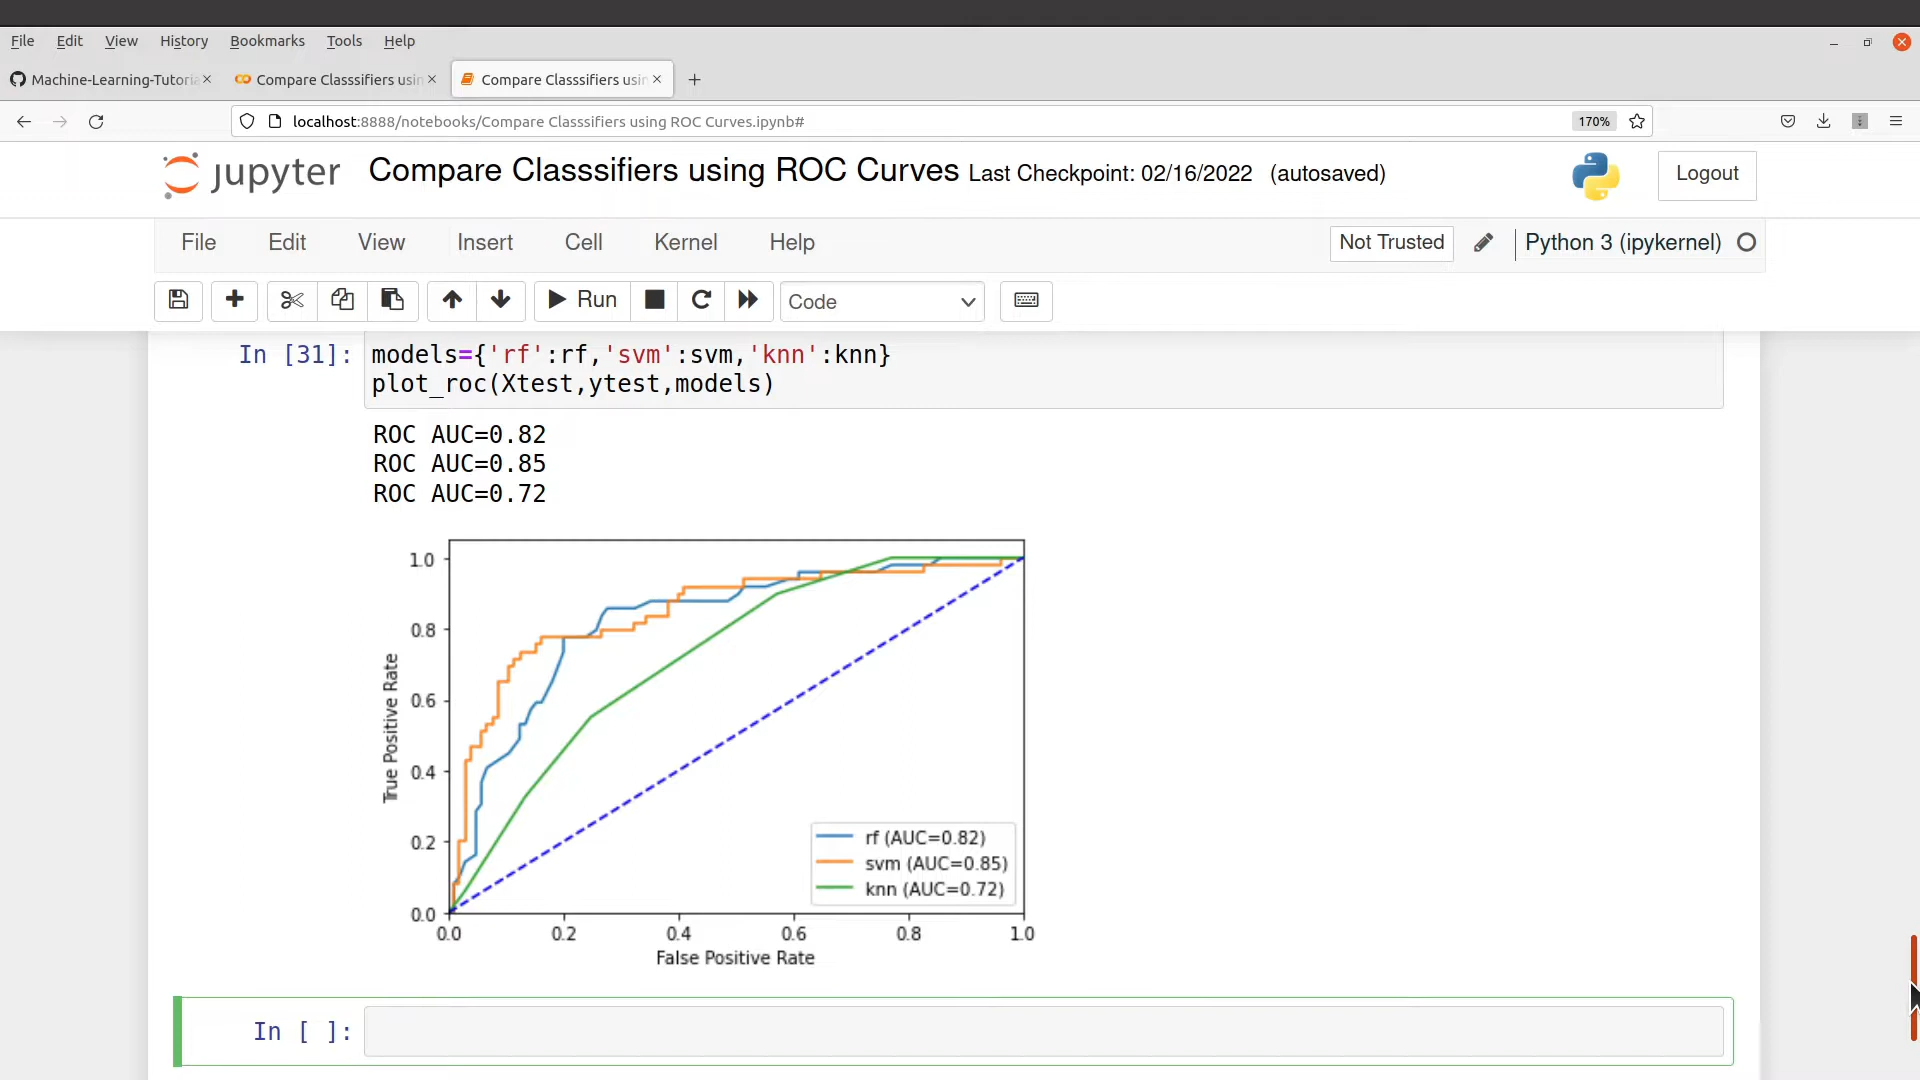 File Edit View History Bookmarks Tools Help
Machine-Learning-Tutoria
Compare Classsifiers usin
Compare Classsifiers usin
localhost:8888/notebooks/Compare Classsifiers using ROC Curves.ipynb#
170%
jupyter Compare Classsifiers using ROC Curves Last Checkpoint: 02/16/2022 (autosaved)
Logout
File Edit View Insert Cell Kernel Help
Not Trusted
Python 3 (ipykernel)
Run
Code
In [31]: models={'rf':rf,'svm':svm,'knn':knn}
plot_roc(Xtest,ytest,models)
ROC AUC=0.82
ROC AUC=0.85
ROC AUC=0.72
1.0
0.8
0.6
0.4
0.2
0.0
True Positive Rate
rf (AUC=0.82)
svm (AUC=0.85)
knn (AUC=0.72)
0.0 0.2 0.4 0.6 0.8 1.0
False Positive Rate
In [ ]: